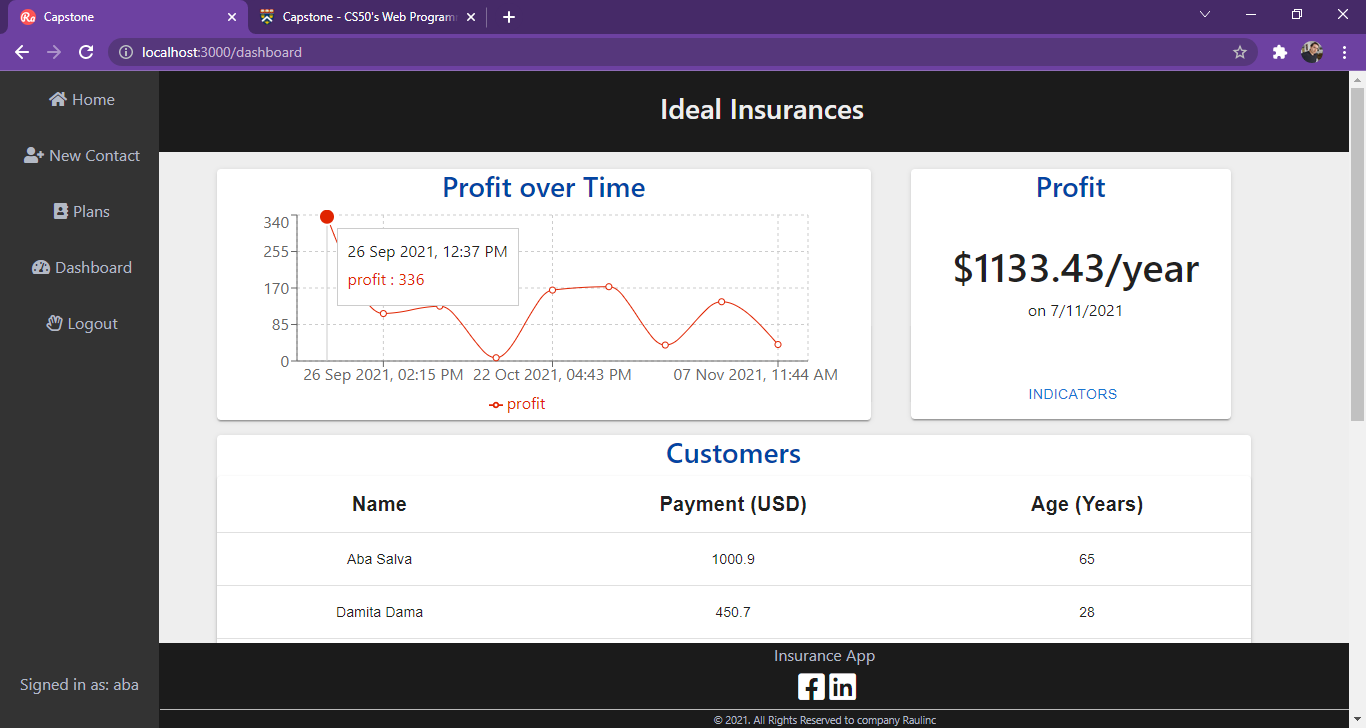 Capstone
Capstone - CS50's Web Program
localhost:3000/dashboard
Home
New Contact
Plans
Dashboard
Logout
Signed in as: aba
Ideal Insurances
Profit over Time
340
255
170
85
0
26 Sep 2021, 12:37 PM
profit : 336
26 Sep 2021, 02:15 PM 22 Oct 2021, 04:43 PM 07 Nov 2021, 11:44 AM
profit
Profit
$1133.43/year
on 7/11/2021
INDICATORS
Customers
Name Payment (USD) Age (Years)
Aba Salva 1000.9 65
Damita Dama 450.7 28
Insurance App
© 2021. All Rights Reserved to company Raulinc